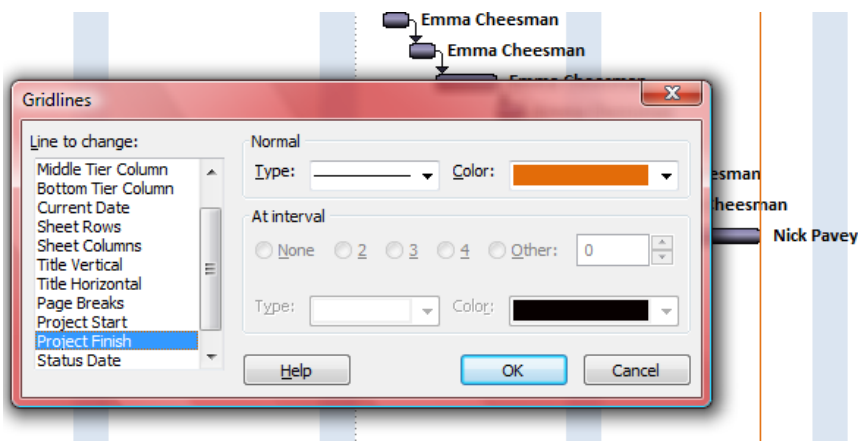 Emma Cheesman
Emma Cheesman
Emma Cheesman
Gridlines
Line to change:
Middle Tier Column
Bottom Tier Column
Current Date
Sheet Rows
Sheet Columns
Title Vertical
Title Horizontal
Page Breaks
Project Start
Project Finish
Status Date
Normal
Type:
Color:
At interval
None 2 3 4 Other: 0
Type:
Color:
Help
OK
Cancel
esman
heesman
Nick Pavey